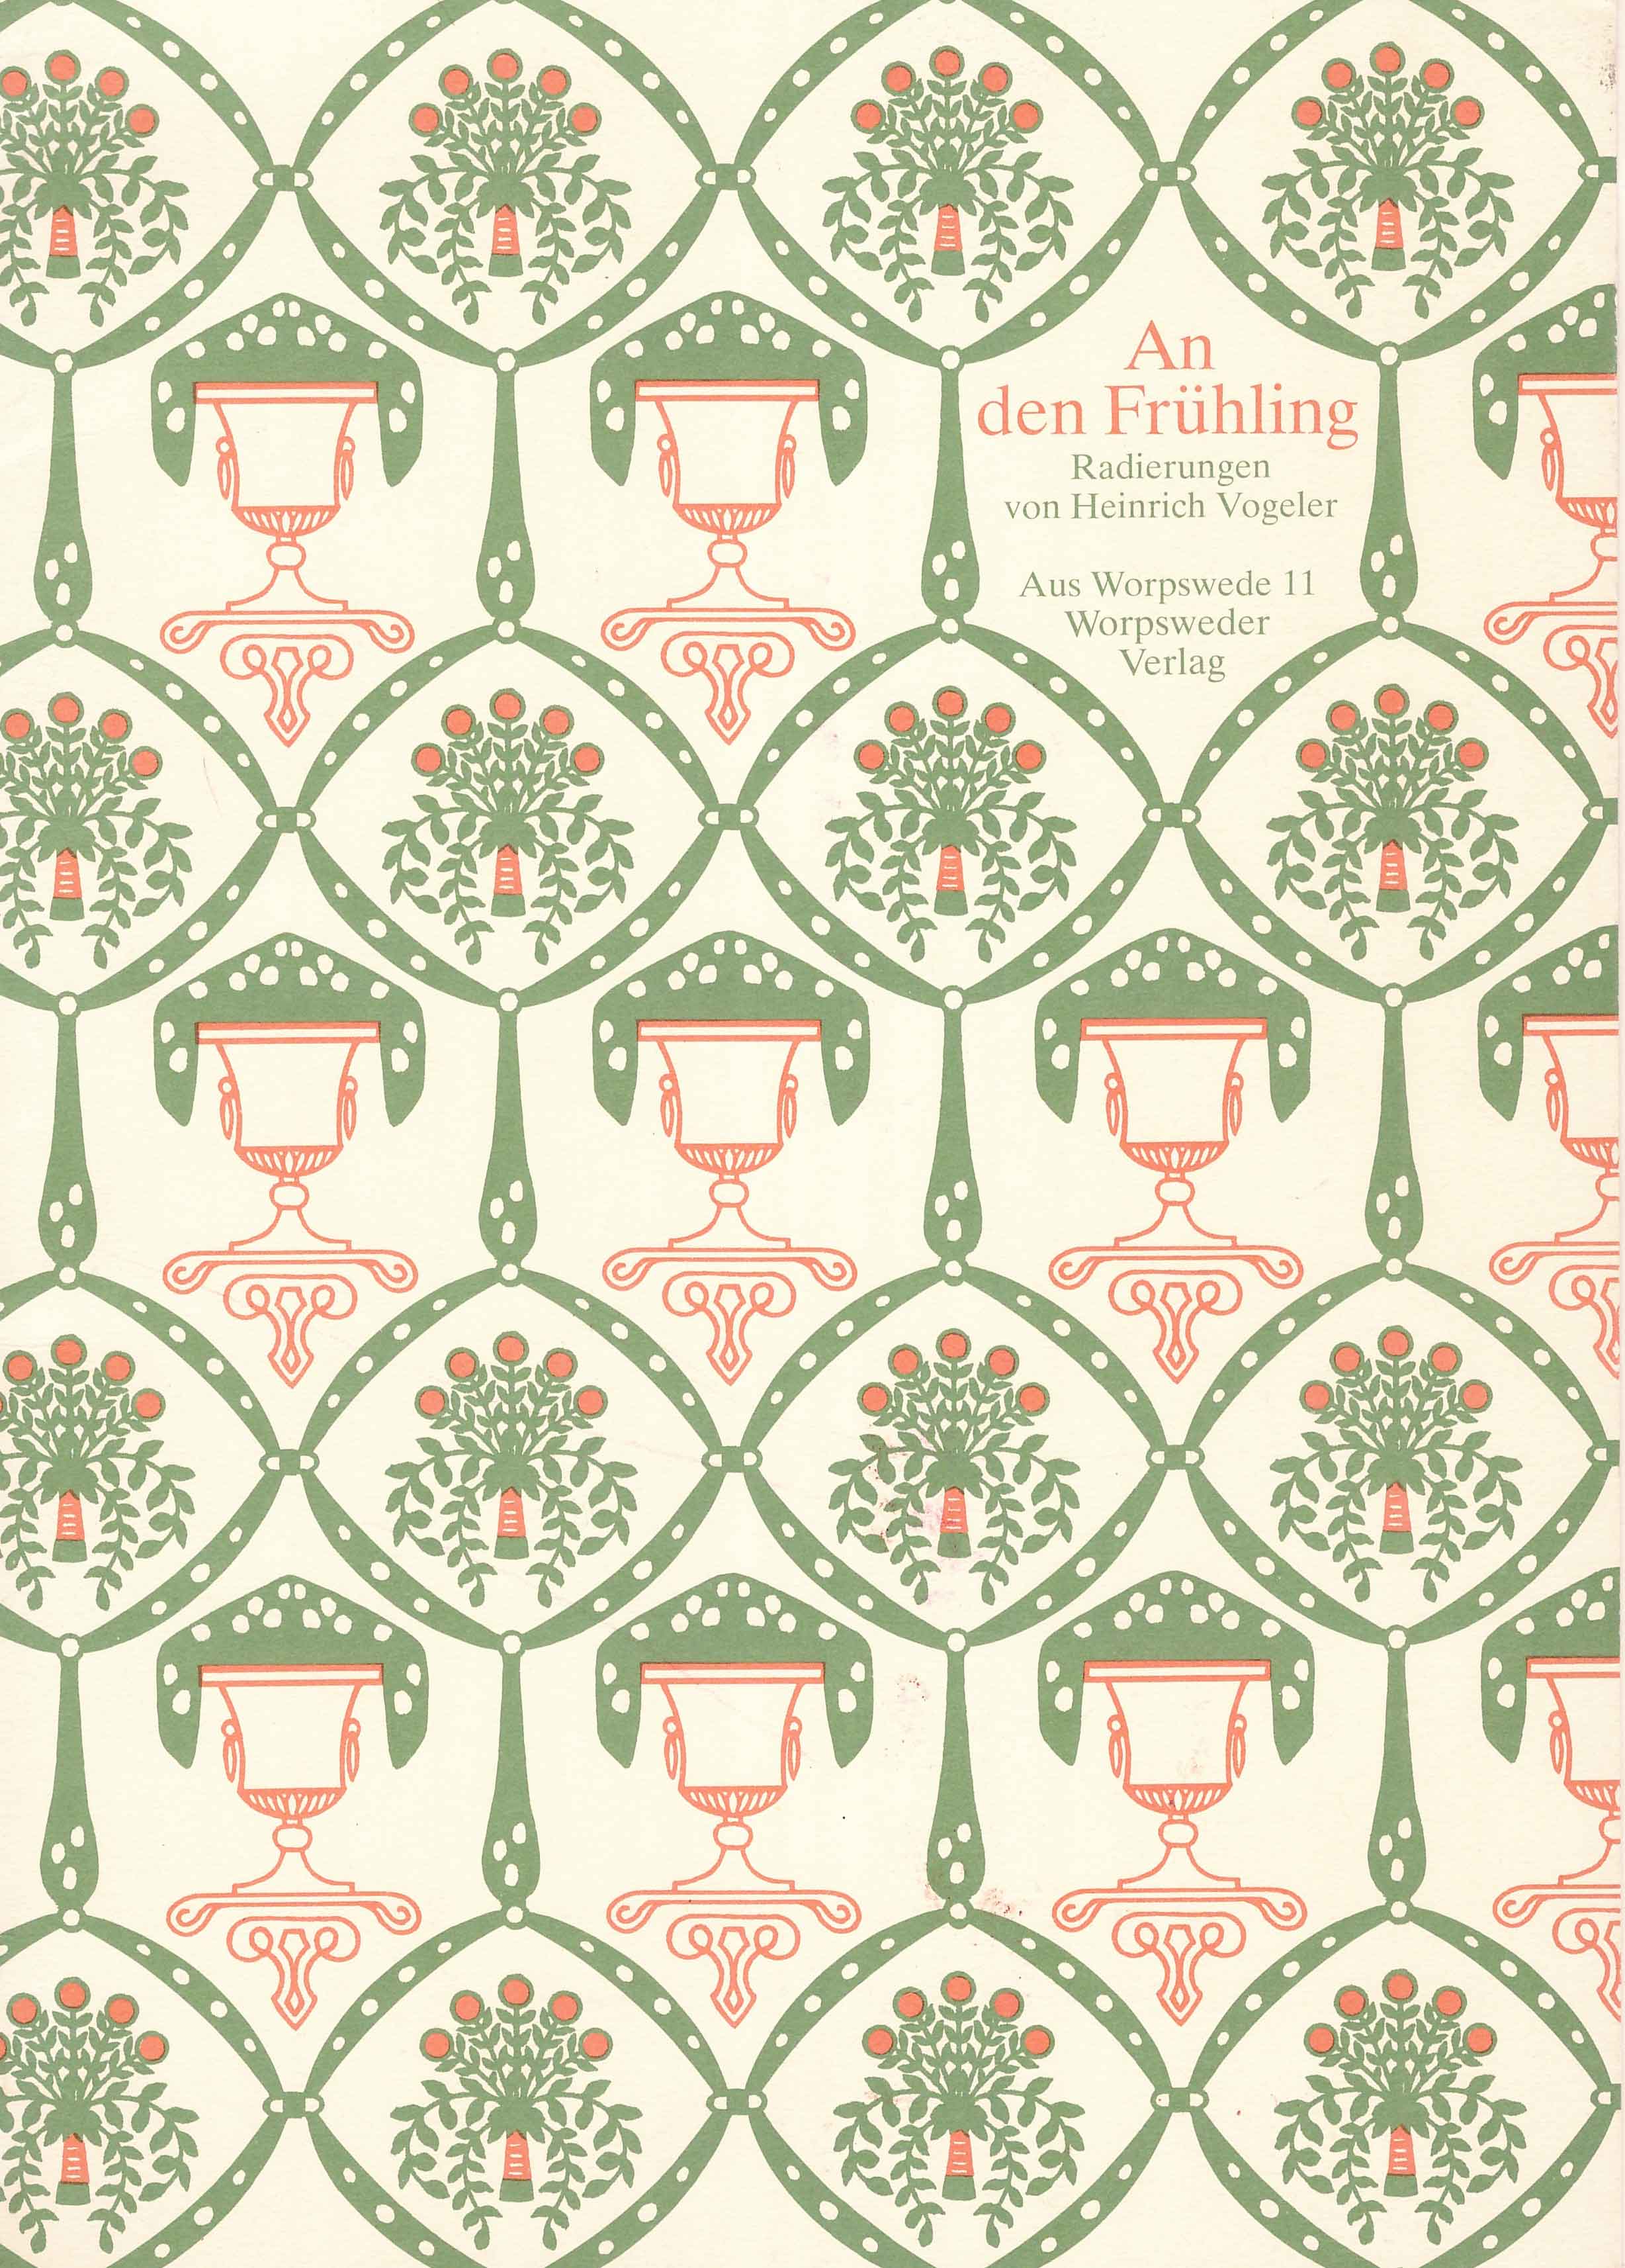 An
den Frühling
Radierungen
von Heinrich Vogeler
Aus Worpswede 11
Worpsweder
Verlag